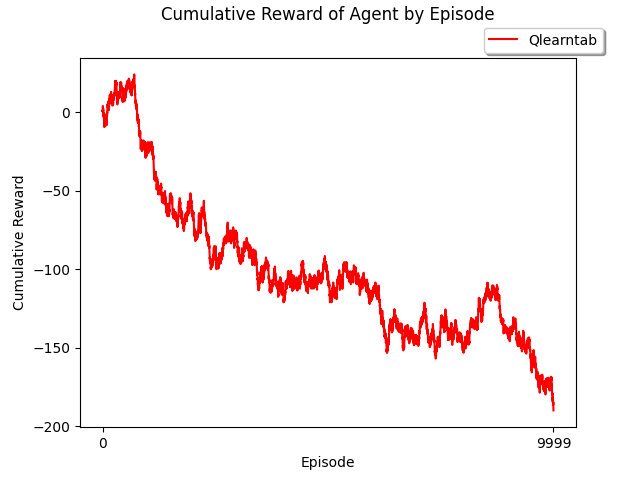 Cumulative Reward of Agent by Episode
Qlearntab
0
−50
−100
−150
−200
Cumulative Reward
0
9999
Episode